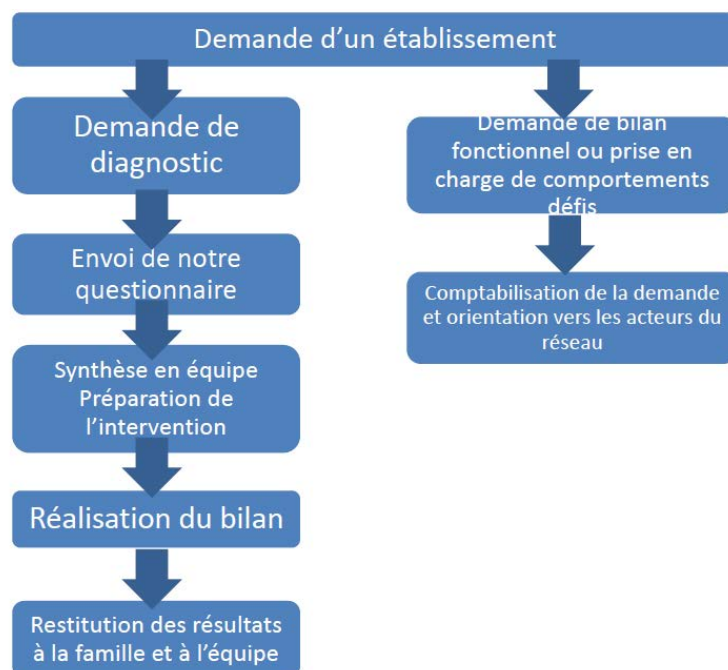 Demande d’un établissement
Demande de
diagnostic
Envoi de notre
questionnaire
Synthèse en équipe
Préparation de
l’intervention
Réalisation du bilan
Restitution des résultats
à la famille et à l’équipe
Demande de bilan
fonctionnel ou prise en
charge de comportements
défis
Comptabilisation de la demande
et orientation vers les acteurs du
réseau